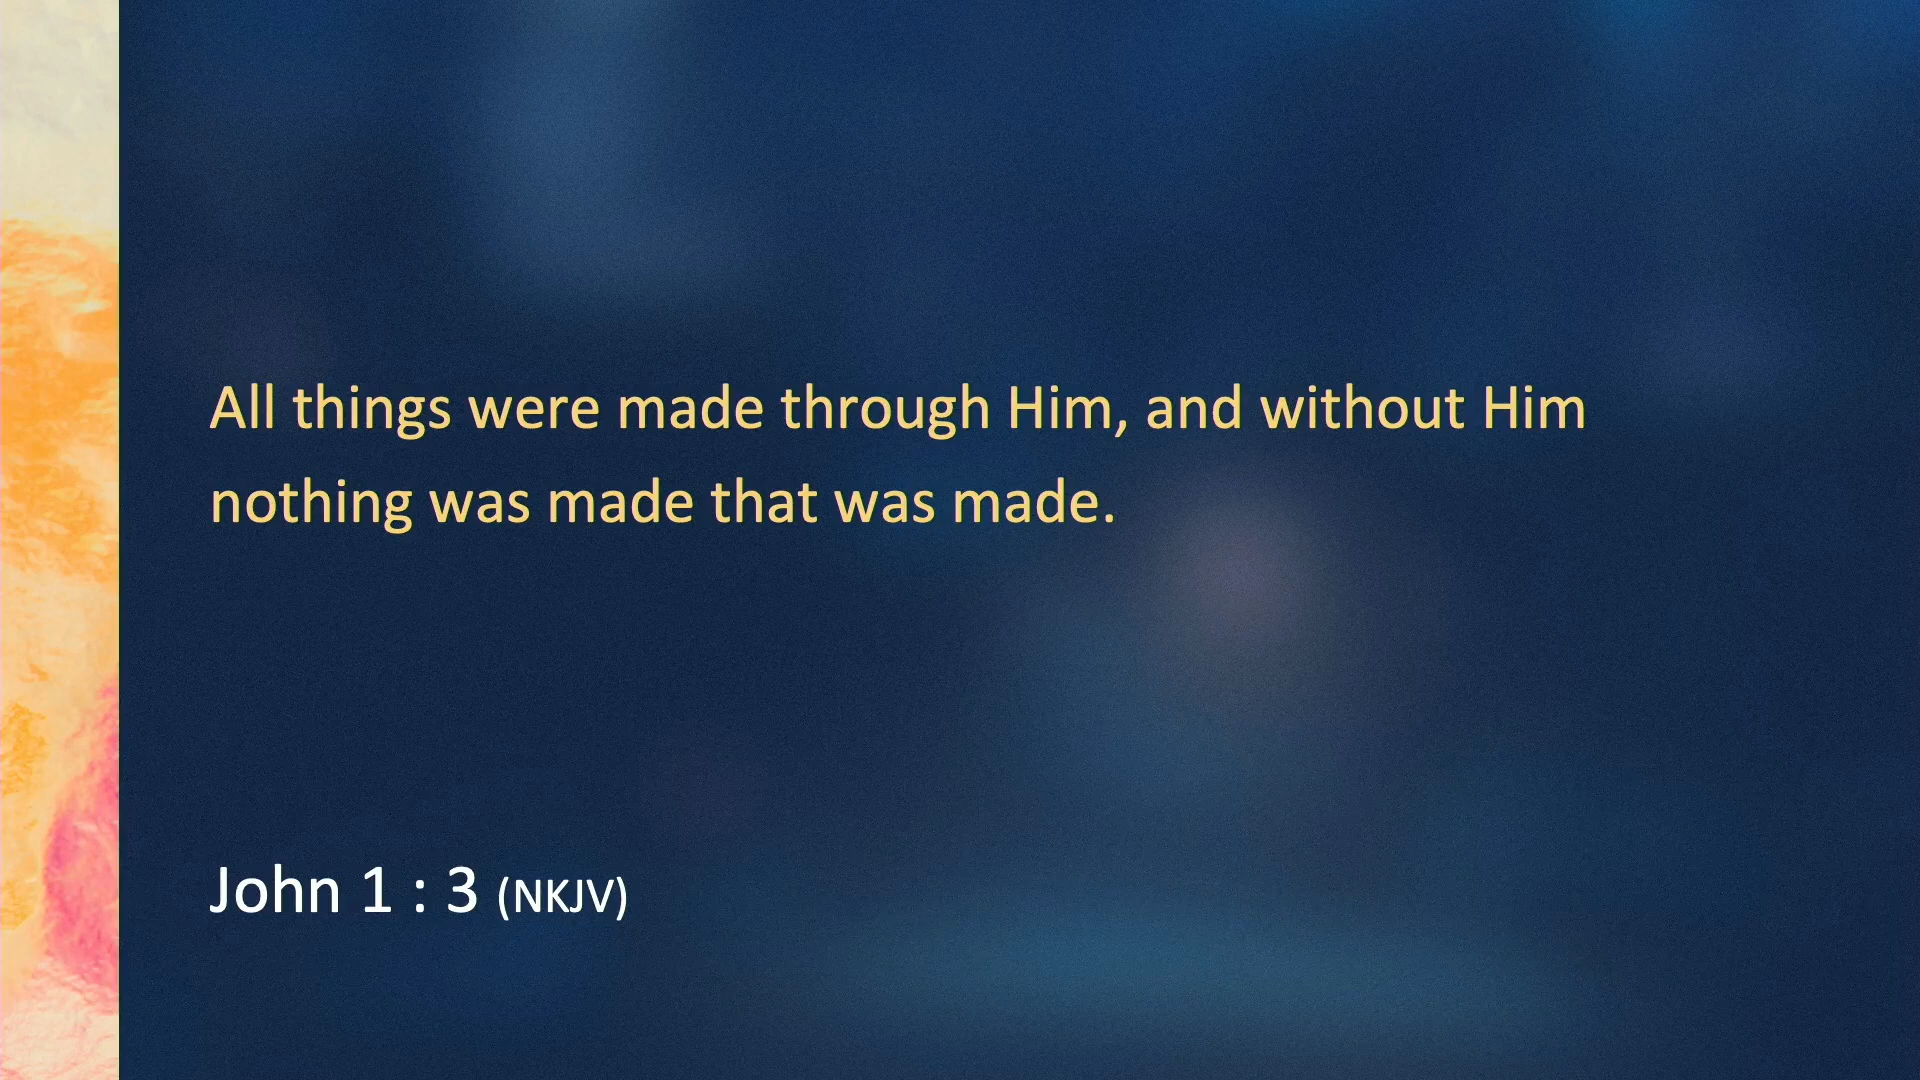 All things were made through Him, and without Him
nothing was made that was made.
John 1 : 3 (NKJV)